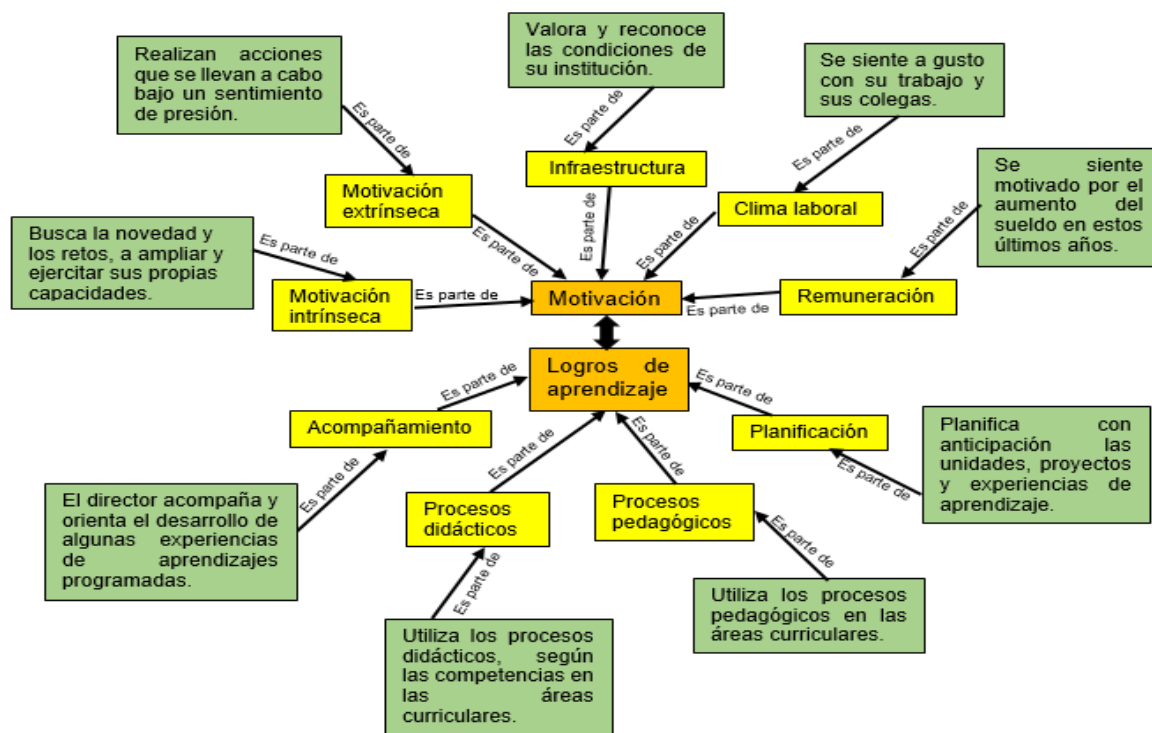 Realizan acciones
que se llevan a cabo
bajo un sentimiento
de presión.
Valora y reconoce
las condiciones de
su institución.
Se siente a gusto
con su trabajo y
sus colegas.
Se siente
motivado por el
aumento del
sueldo en estos
últimos años.
Es parte de
Es parte de
Es parte de
Es parte de
Infraestructura
Motivación
extrínseca
Clima laboral
Busca la novedad y
los retos, a ampliar y
ejercitar sus propias
capacidades.
Es parte de
Es parte de
Es parte de
Es parte de
Motivación
intrínseca
Es parte de
Motivación
Es parte de
Remuneración
Logros de
aprendizaje
Es parte de
Es parte de
Acompañamiento
Planificación
Es parte de
Es parte de
Planifica con
anticipación las
unidades, proyectos
y experiencias de
aprendizaje.
Es parte de
Es parte de
El director acompaña y
orienta el desarrollo de
algunas experiencias
de aprendizajes
programadas.
Procesos
didácticos
Procesos
pedagógicos
Es parte de
Es parte de
Utiliza los procesos
pedagógicos en las
áreas curriculares.
Utiliza los procesos
didácticos, según
las competencias en
las áreas
curriculares.